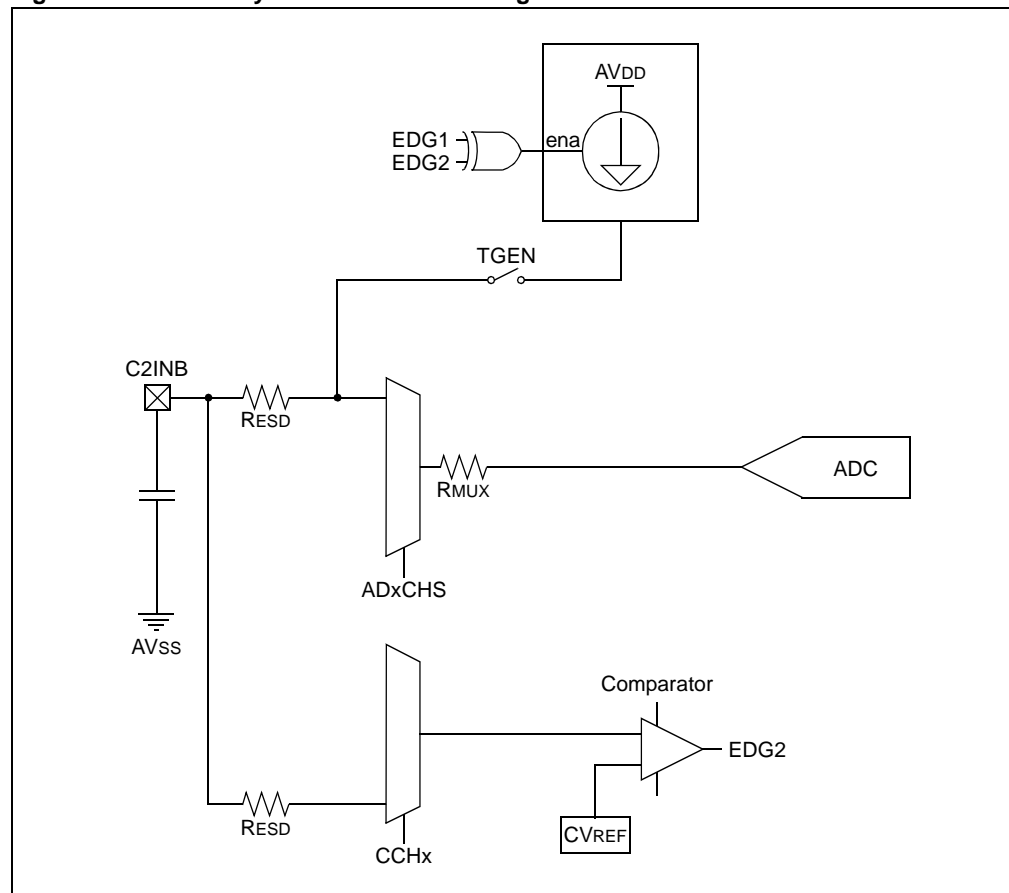 AVDD
EDG1
EDG2
ena
TGEN
C2INB
RESD
RMUX
ADC
ADxCHS
AVSS
Comparator
EDG2
RESD
CVREF
CCHx